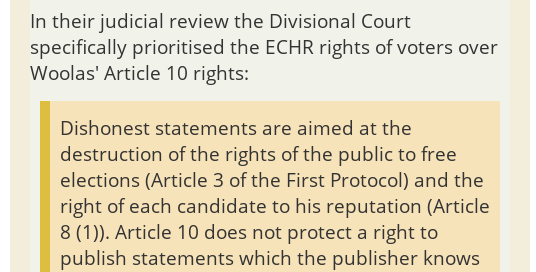 In their judicial review the Divisional Court
specifically prioritised the ECHR rights of voters over
Woolas' Article 10 rights:
Dishonest statements are aimed at the
destruction of the rights of the public to free
elections (Article 3 of the First Protocol) and the
right of each candidate to his reputation (Article
8 (1)). Article 10 does not protect a right to
publish statements which the publisher knows